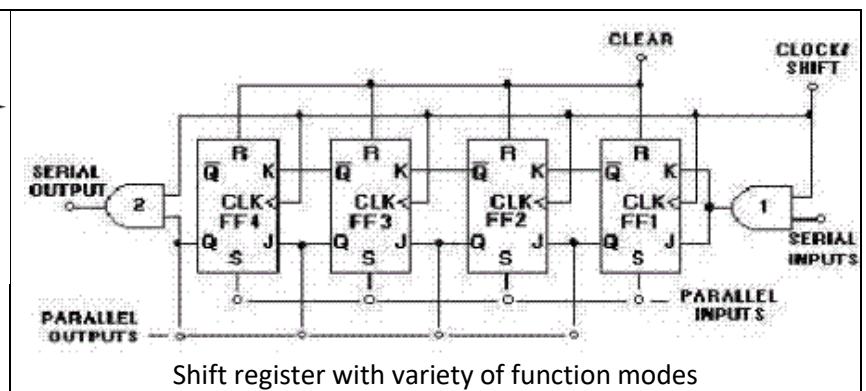 CLEAR
CLOCK/
SHIFT
R R R R
Q̅ K Q̅ K Q̅ K Q̅ K
SERIAL
OUTPUT
2
CLK CLK CLK CLK
1
FF4 FF3 FF2 FF1
Q J Q J Q J Q J
SERIAL
INPUTS
S S S S
PARALLEL
INPUTS
PARALLEL
OUTPUTS
Shift register with variety of function modes